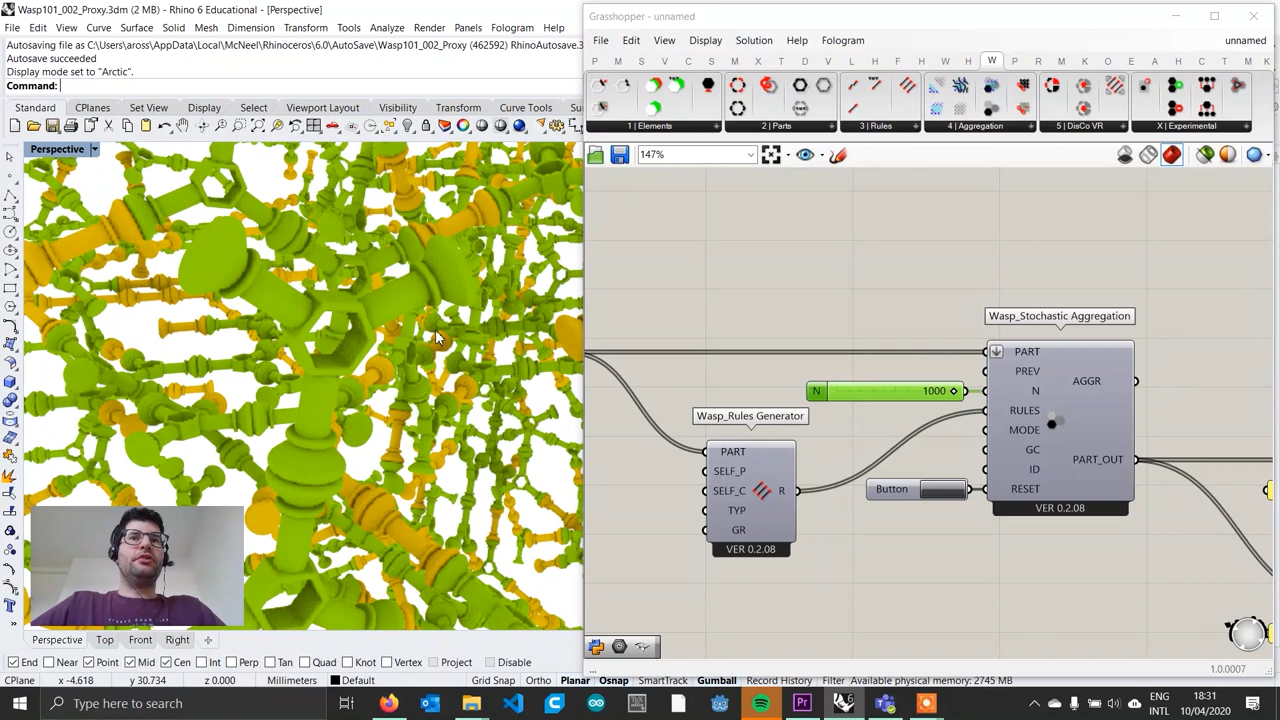 Wasp101_002_Proxy.3dm (2 MB) - Rhino 6 Educational - [Perspective]
File Edit View Curve Surface Solid Mesh Dimension Transform Tools Analyze Render Panels Fologram Help
Autosaving file as C:\Users\aross\AppData\Local\McNeel\Rhinoceros\6.0\AutoSave\Wasp101_002_Proxy (462592) RhinoAutosave.3
Autosave succeeded
Display mode set to "Arctic".
Command:
Standard CPlanes Set View Display Select Viewport Layout Visibility Transform Curve Tools
Perspective
Grasshopper - unnamed
File Edit View Display Solution Help Fologram unnamed
P M S V C S M I T D W P R L T H F H W S L D E T M K O D K
1 | Elements 2 | Parts 3 | Rules 4 | Aggregation 5 | DisCo VR X | Experimental
147%
Wasp_Stochastic Aggregation
PART
PREV
N
RULES
MODE
GC
ID
RESET
AGGR
PART_OUT
VER 0.2.08
N 1000
Wasp_Rules Generator
PART
SELF_P
SELF_C
TYP
GR
R
VER 0.2.08
Button
1.0.0007
Perspective Top Front Right
End Near Point Mid Cen Int Perp Tan Quad Knot Vertex Project Disable
CPlane x -4.618 y 30.734 z 0.000 Millimeters Default Grid Snap Ortho Planar Osnap SmartTrack Gumball Record History Filter Available physical memory: 2745 MB
Type here to search
ENG
INTL
18:31
10/04/2020